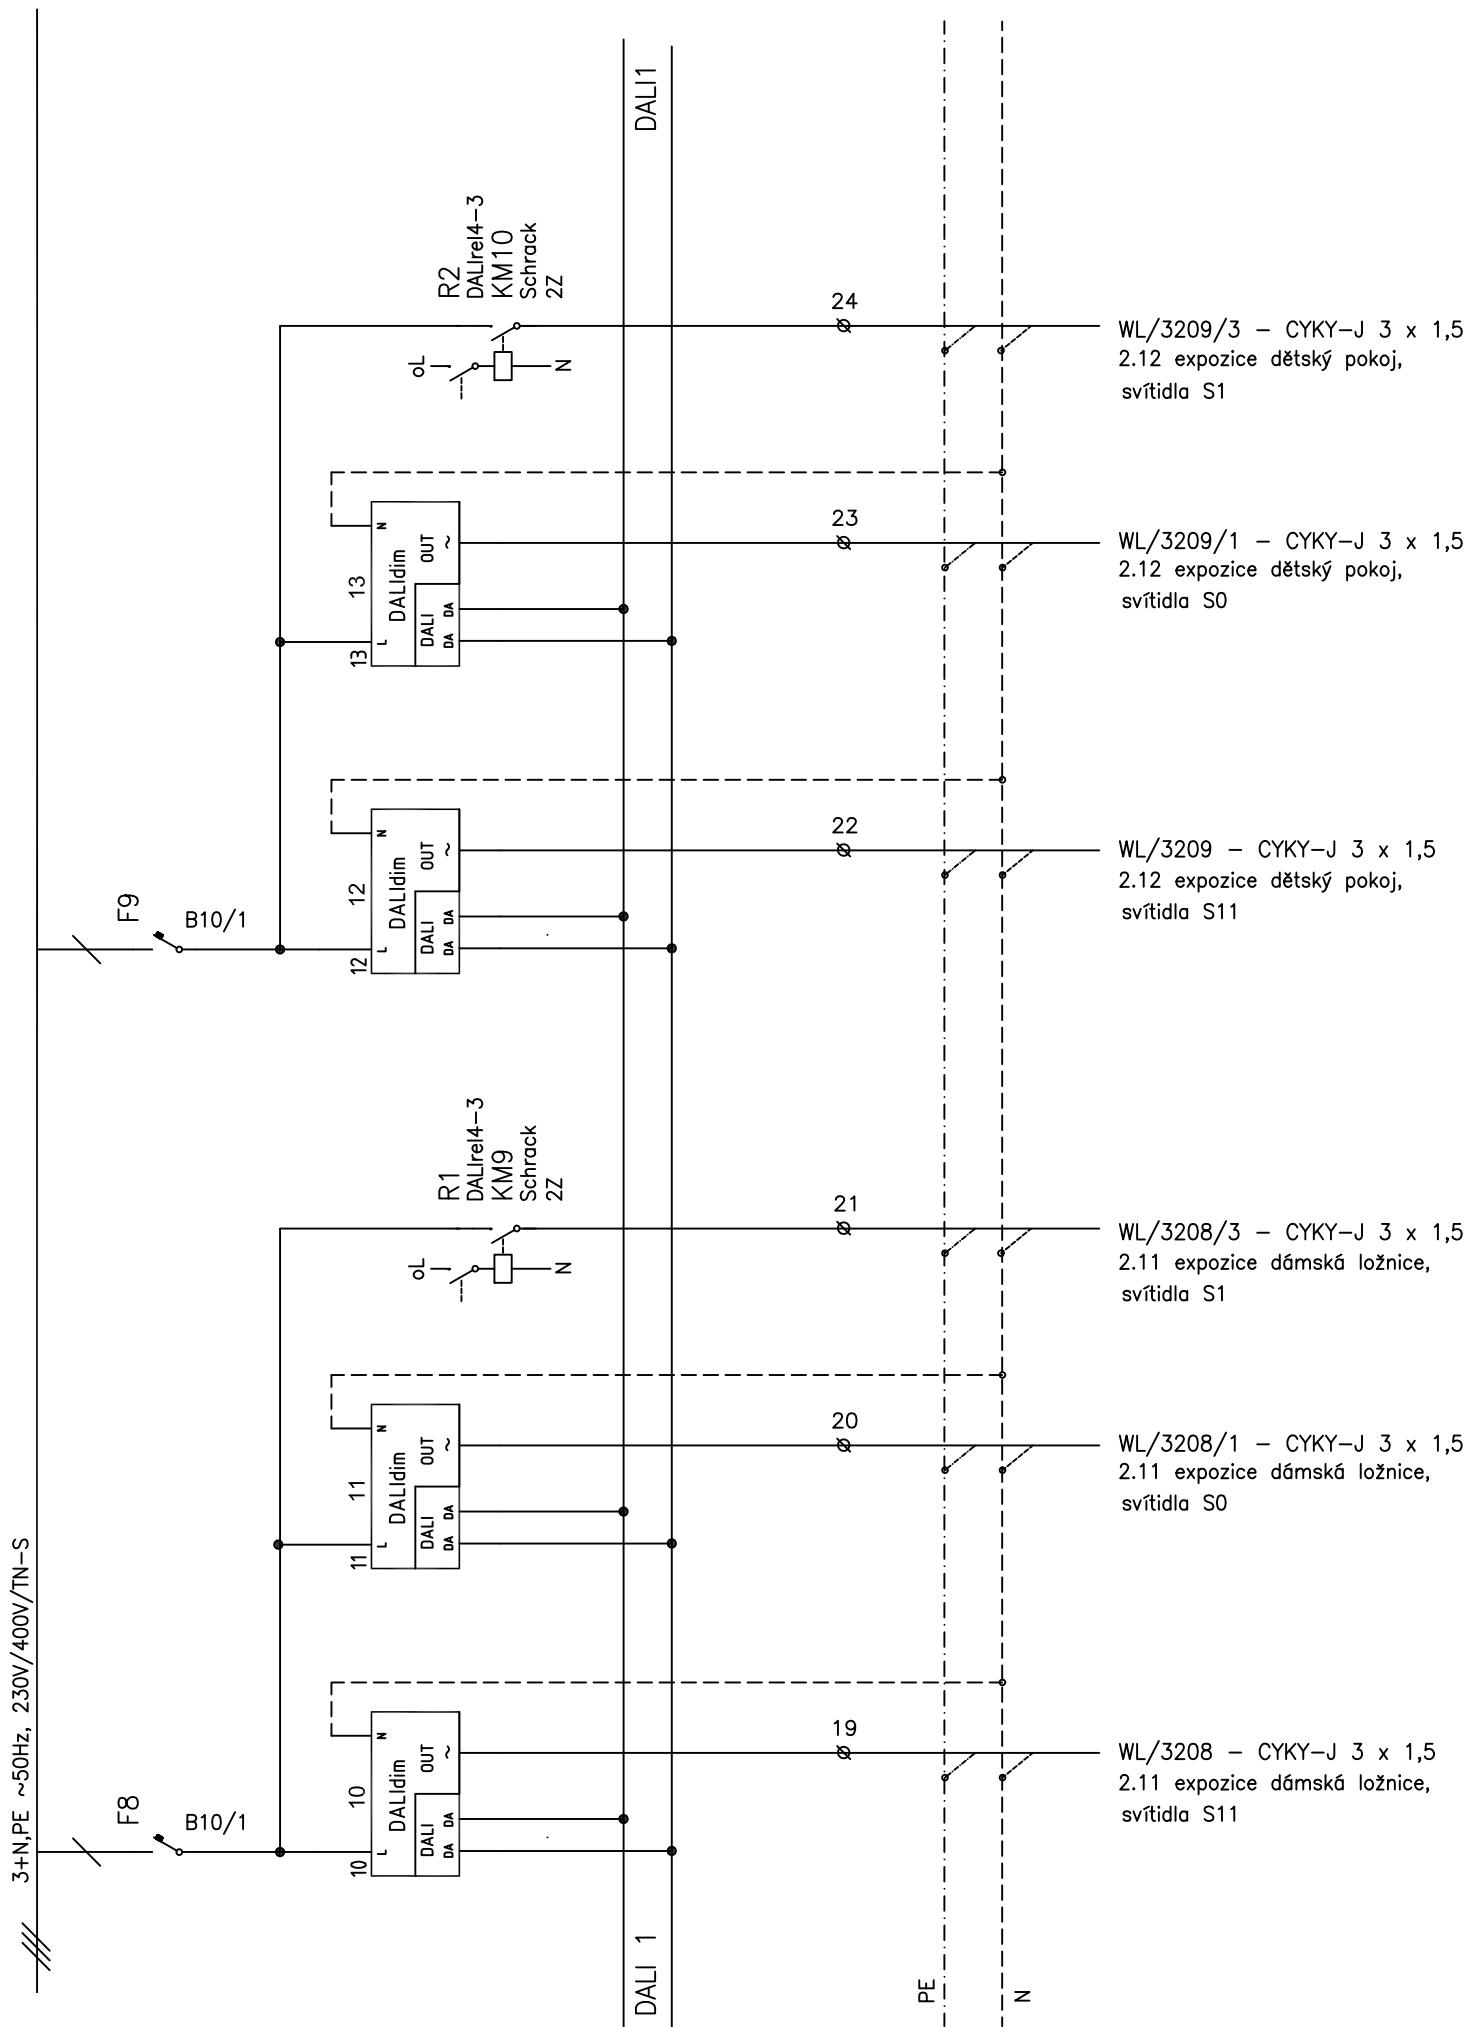 3+N,PE ~50Hz, 230V/400V/TN-S
DALI1
R2
DALIrel4-3
KM10
Schrack
2Z
oL
N
24
WL/3209/3 - CYKY-J 3 x 1,5
2.12 expozice dětský pokoj,
svítidla S1
13
13
DALIdim
L
N
OUT
~
DALI
DA
DA
23
WL/3209/1 - CYKY-J 3 x 1,5
2.12 expozice dětský pokoj,
svítidla S0
F9
B10/1
12
12
DALIdim
L
N
OUT
~
DALI
DA
DA
22
WL/3209 - CYKY-J 3 x 1,5
2.12 expozice dětský pokoj,
svítidla S11
R1
DALIrel4-3
KM9
Schrack
2Z
oL
N
21
WL/3208/3 - CYKY-J 3 x 1,5
2.11 expozice dámská ložnice,
svítidla S1
11
11
DALIdim
L
N
OUT
~
DALI
DA
DA
20
WL/3208/1 - CYKY-J 3 x 1,5
2.11 expozice dámská ložnice,
svítidla S0
F8
B10/1
10
10
DALIdim
L
N
OUT
~
DALI
DA
DA
19
WL/3208 - CYKY-J 3 x 1,5
2.11 expozice dámská ložnice,
svítidla S11
DALI 1
PE
N